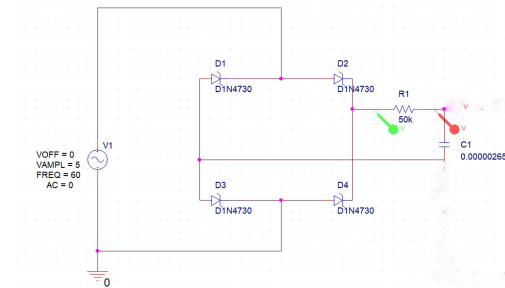 D1
D2
D1N4730
D1N4730
R1
50k
V
V
V
V1
VOFF = 0
VAMPL = 5
FREQ = 60
AC = 0
C1
0.00000265
D3
D4
D1N4730
D1N4730
0